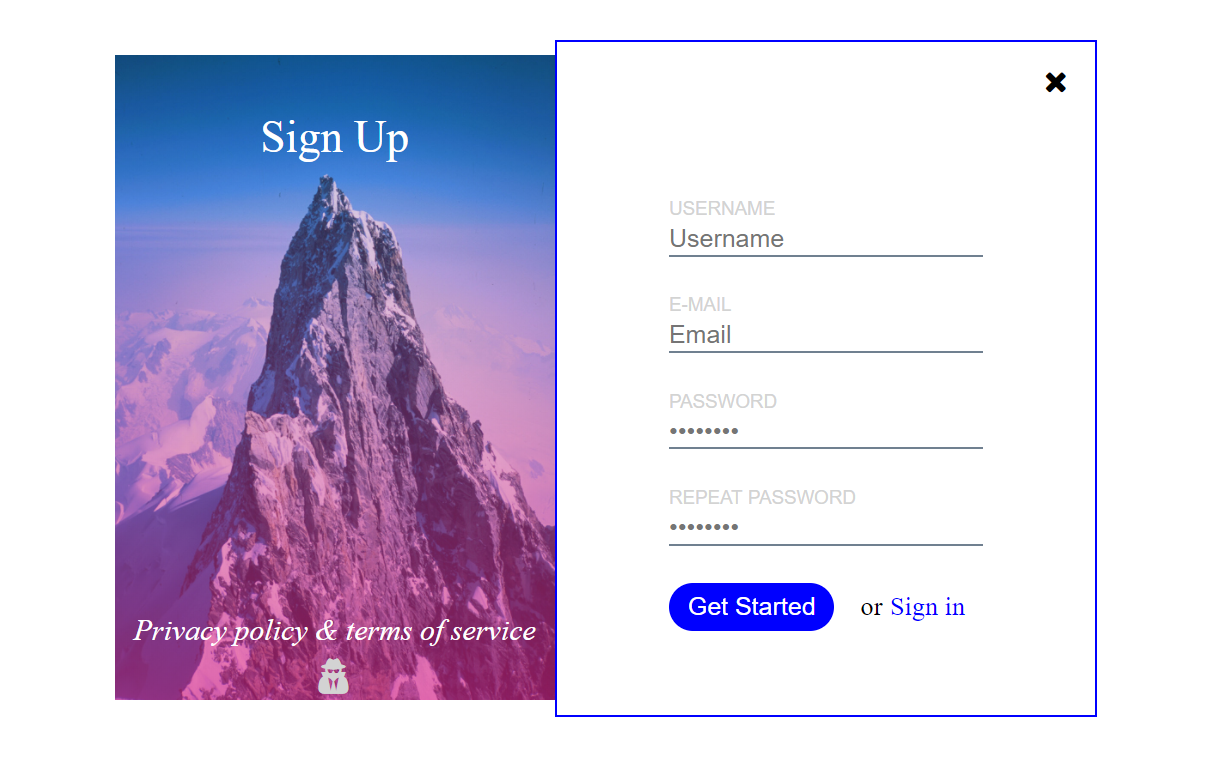 Sign Up
Privacy policy & terms of service
USERNAME
Username
E-MAIL
Email
PASSWORD
••••••••
REPEAT PASSWORD
••••••••
Get Started or Sign in